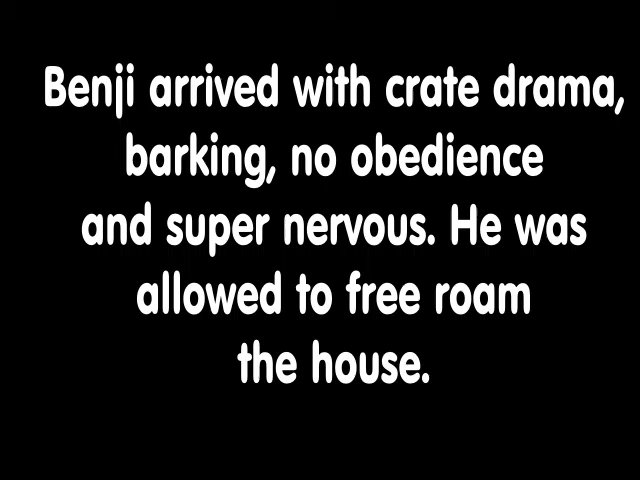 Benji arrived with crate drama,
barking, no obedience
and super nervous. He was
allowed to free roam
the house.